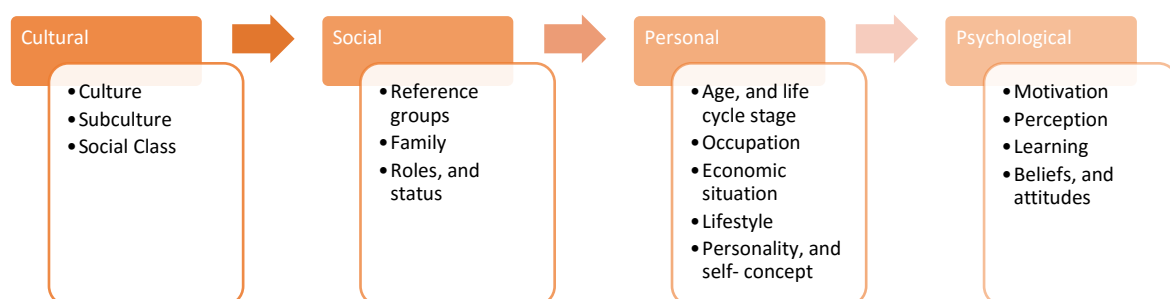 Cultural
• Culture
• Subculture
• Social Class
Social
• Reference
groups
• Family
• Roles, and
status
Personal
• Age, and life
cycle stage
• Occupation
• Economic
situation
• Lifestyle
• Personality, and
self- concept
Psychological
• Motivation
• Perception
• Learning
• Beliefs, and
attitudes